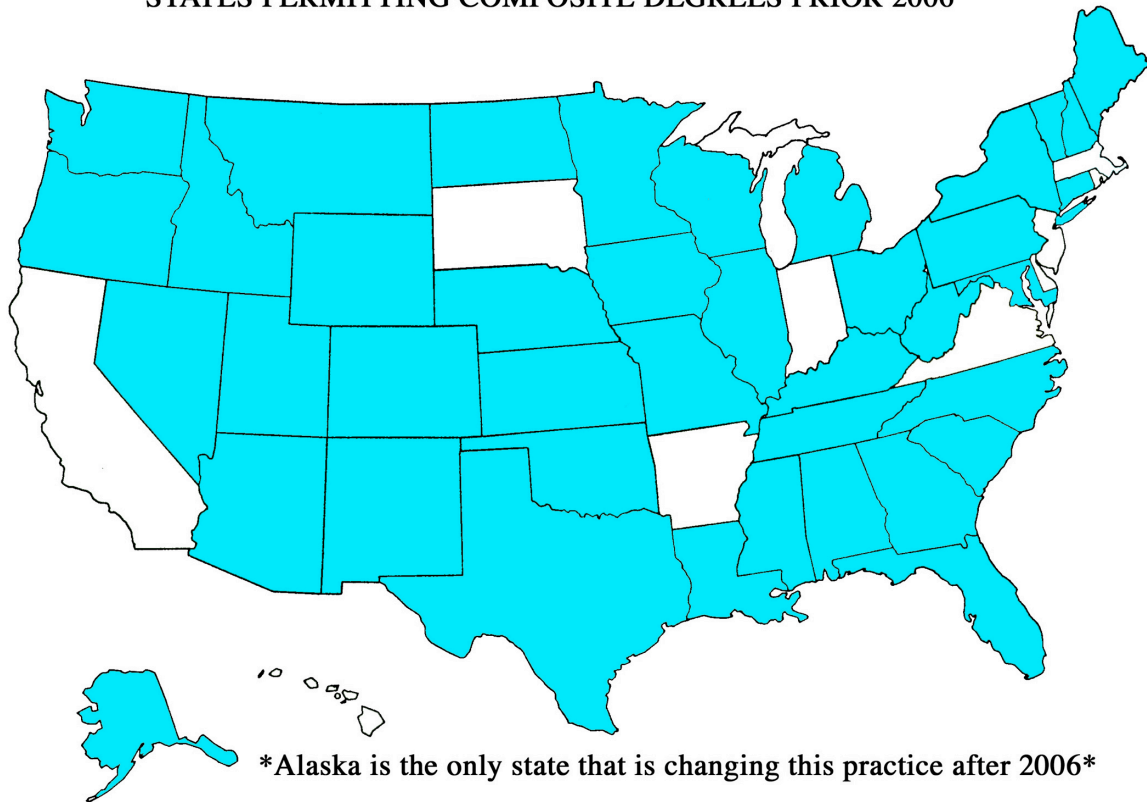 STATES PERMITTING COMPOSITE DEGREES PRIOR 2006
*Alaska is the only state that is changing this practice after 2006*